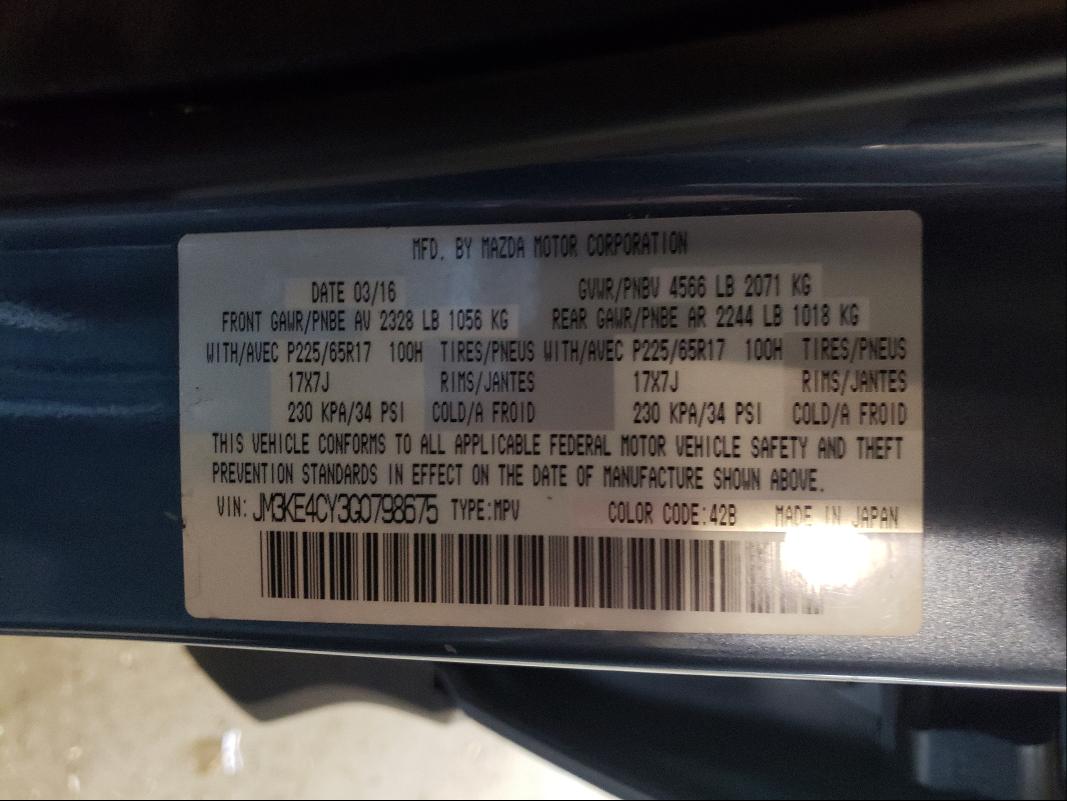 MFD. BY MAZDA MOTOR CORPORATION
DATE 03/16 GVWR/PNBV 4566 LB 2071 KG
FRONT GAWR/PNBE AV 2328 LB 1056 KG REAR GAWR/PNBE AR 2244 LB 1018 KG
WITH/AVEC P225/65R17 100H TIRES/PNEUS WITH/AVEC P225/65R17 100H TIRES/PNEUS
17X7J RIMS/JANTES 17X7J RIMS/JANTES
230 KPA/34 PSI COLD/A FROID 230 KPA/34 PSI COLD/A FROID
THIS VEHICLE CONFORMS TO ALL APPLICABLE FEDERAL MOTOR VEHICLE SAFETY AND THEFT
PREVENTION STANDARDS IN EFFECT ON THE DATE OF MANUFACTURE SHOWN ABOVE.
VIN: JM3KE4CY3G0798675 TYPE:MPV COLOR CODE:42B MADE IN JAPAN